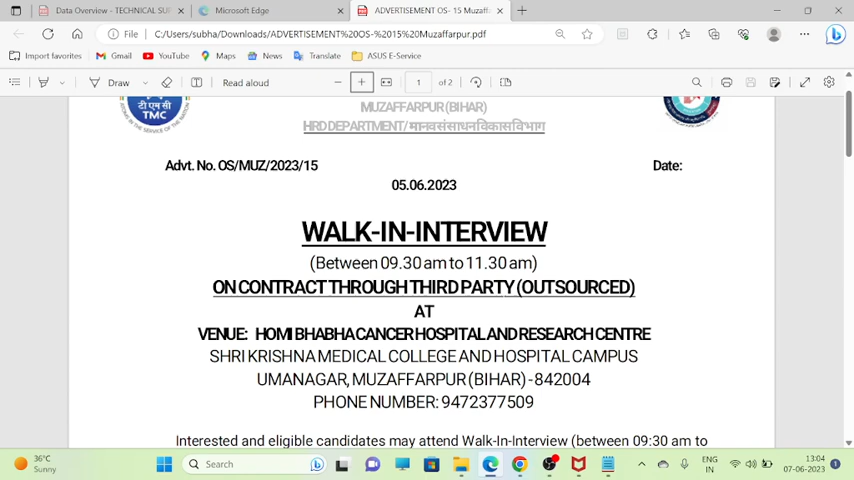 Data Overview - TECHNICAL SUP
Microsoft Edge
ADVERTISEMENT OS- 15 Muzaff
File
C:/Users/subha/Downloads/ADVERTISEMENT%20OS-%2015%20Muzaffarpur.pdf
Import favorites
Gmail
YouTube
Maps
News
Translate
ASUS E-Service
Draw
Read aloud
1
of 2
टी एम सी
TMC
MUZAFFARPUR (BIHAR)
HRD DEPARTMENT / मानव संसाधन विकास विभाग
Advt. No. OS/MUZ/2023/15
Date:
05.06.2023
WALK-IN-INTERVIEW
(Between 09.30 am to 11.30 am)
ON CONTRACT THROUGH THIRD PARTY (OUTSOURCED)
AT
VENUE: HOMI BHABHA CANCER HOSPITAL AND RESEARCH CENTRE
SHRI KRISHNA MEDICAL COLLEGE AND HOSPITAL CAMPUS
UMANAGAR, MUZAFFARPUR (BIHAR) - 842004
PHONE NUMBER: 9472377509
Interested and eligible candidates may attend Walk-In-Interview (between 09:30 am to
36°C
Sunny
Search
ENG
IN
13:04
07-06-2023